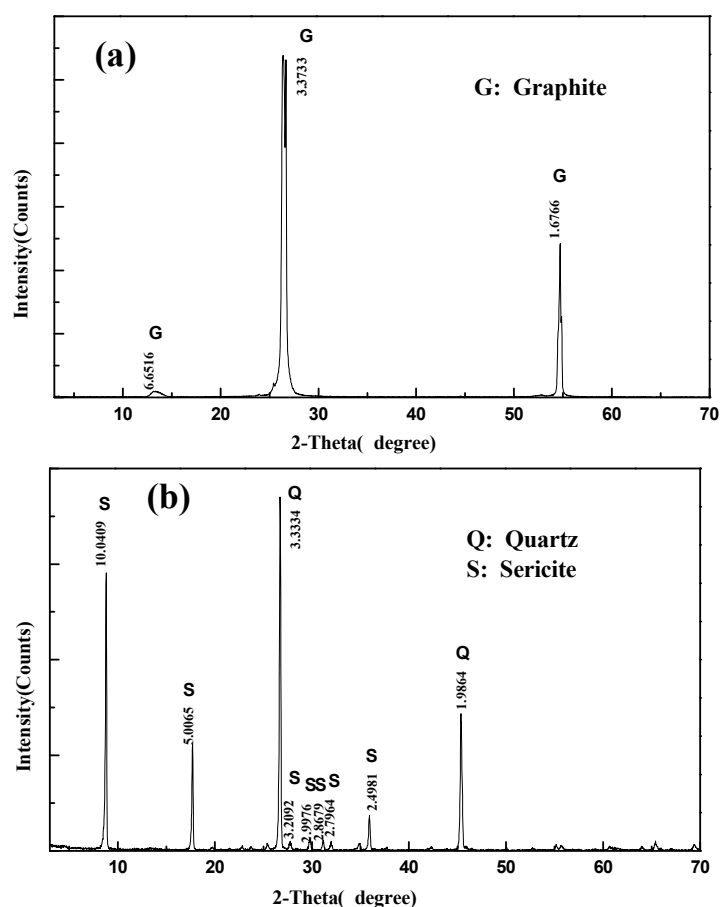 (a)
G
3.3733
G: Graphite
G
1.6766
G
6.6516
Intensity(Counts)
10 20 30 40 50 60 70
2-Theta( degree)
(b)
S
10.0409
Q
3.3334
Q: Quartz
S: Sericite
S
5.0065
Q
1.9864
S
2.4981
S S S S
3.2092 2.9976 2.8679 2.7964
Intensity(Counts)
10 20 30 40 50 60 70
2-Theta( degree)